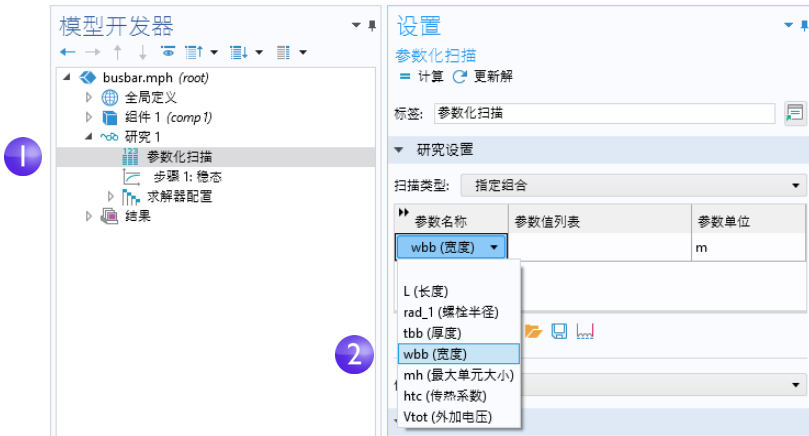 模型开发器
busbar.mph (root)
全局定义
组件 1 (comp1)
研究 1
参数化扫描
步骤 1: 稳态
求解器配置
结果
1
2
设置
参数化扫描
= 计算 更新解
标签: 参数化扫描
研究设置
扫描类型: 指定组合
参数名称 参数值列表 参数单位
wbb (宽度) m
L (长度)
rad_1 (螺栓半径)
tbb (厚度)
wbb (宽度)
mh (最大单元大小)
htc (传热系数)
Vtot (外加电压)